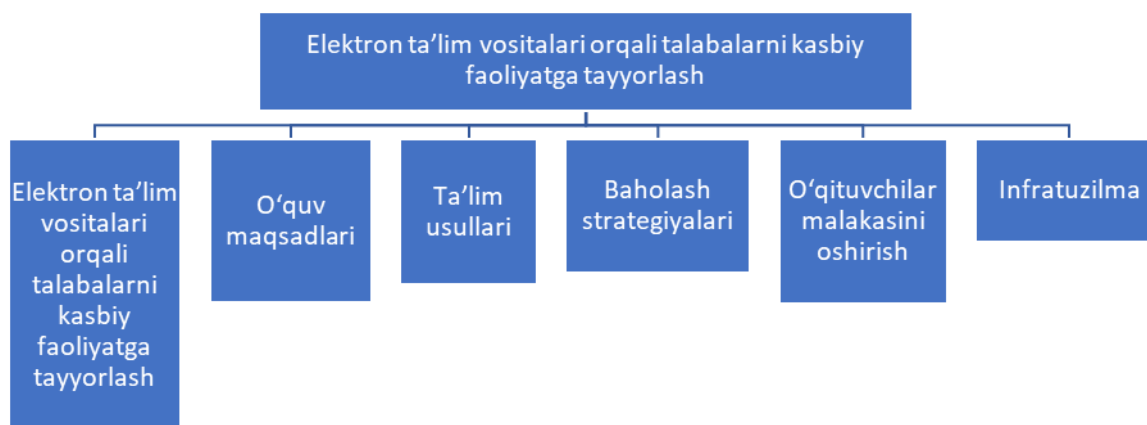 Elektron ta’lim vositalari orqali talabalarni kasbiy
faoliyatga tayyorlash
Elektron ta’lim
vositalari
orqali
talabalarni
kasbiy
faoliyatga
tayyorlash
O‘quv
maqsadlari
Ta’lim
usullari
Baholash
strategiyalari
O‘qituvchilar
malakasini
oshirish
Infratuzilma